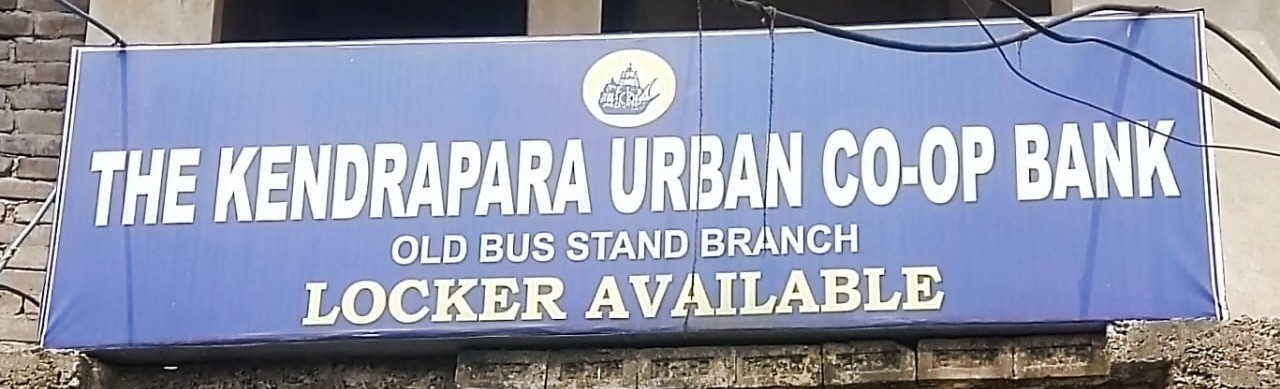 THE KENDRAPARA URBAN CO-OP BANK
OLD BUS STAND BRANCH
LOCKER AVAILABLE